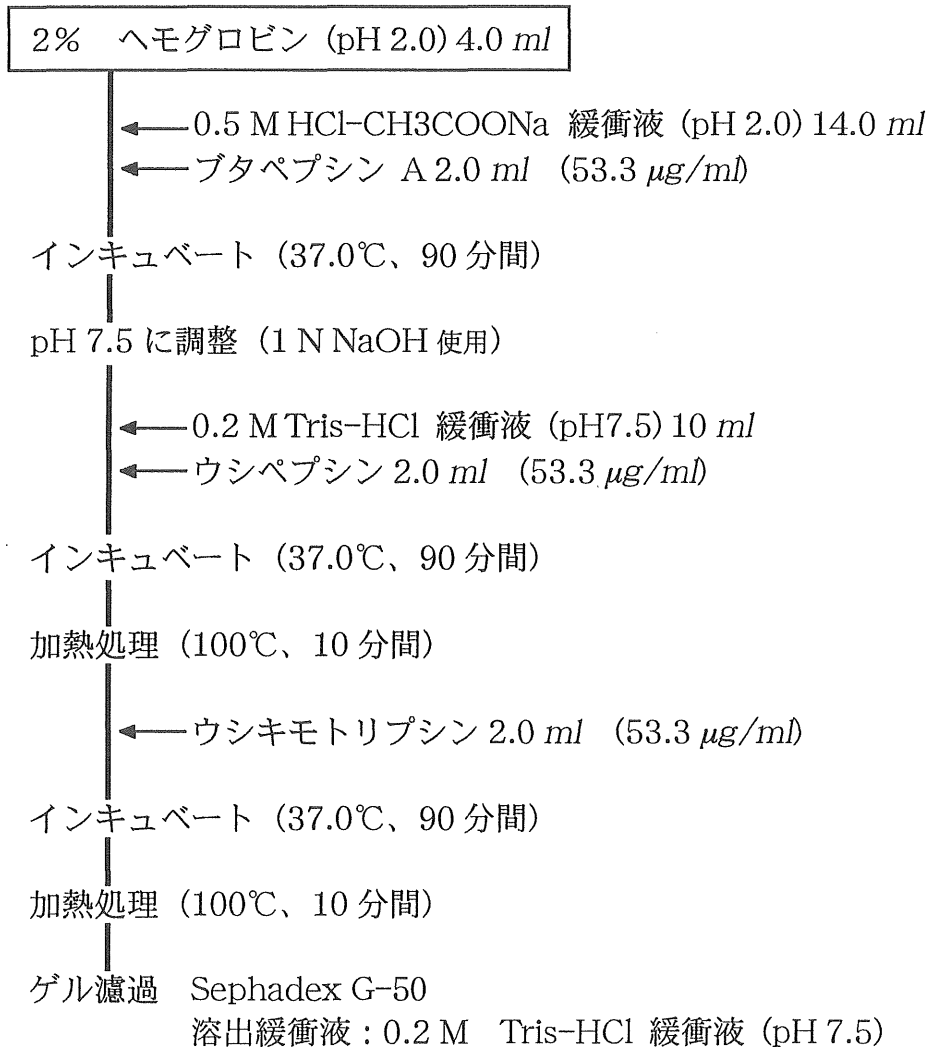 2% ヘモグロビン (pH 2.0) 4.0 ml
0.5 M HCl-CH3COONa 緩衝液 (pH 2.0) 14.0 ml
ブタペプシン A 2.0 ml (53.3 μg/ml)
インキュベート (37.0℃、90 分間)
pH 7.5 に調整 (1 N NaOH 使用)
0.2 M Tris-HCl 緩衝液 (pH7.5) 10 ml
ウシペプシン 2.0 ml (53.3 μg/ml)
インキュベート (37.0℃、90 分間)
加熱処理 (100℃、10 分間)
ウシキモトリプシン 2.0 ml (53.3 μg/ml)
インキュベート (37.0℃、90 分間)
加熱処理 (100℃、10 分間)
ゲル濾過 Sephadex G-50
溶出緩衝液:0.2 M Tris-HCl 緩衝液 (pH 7.5)